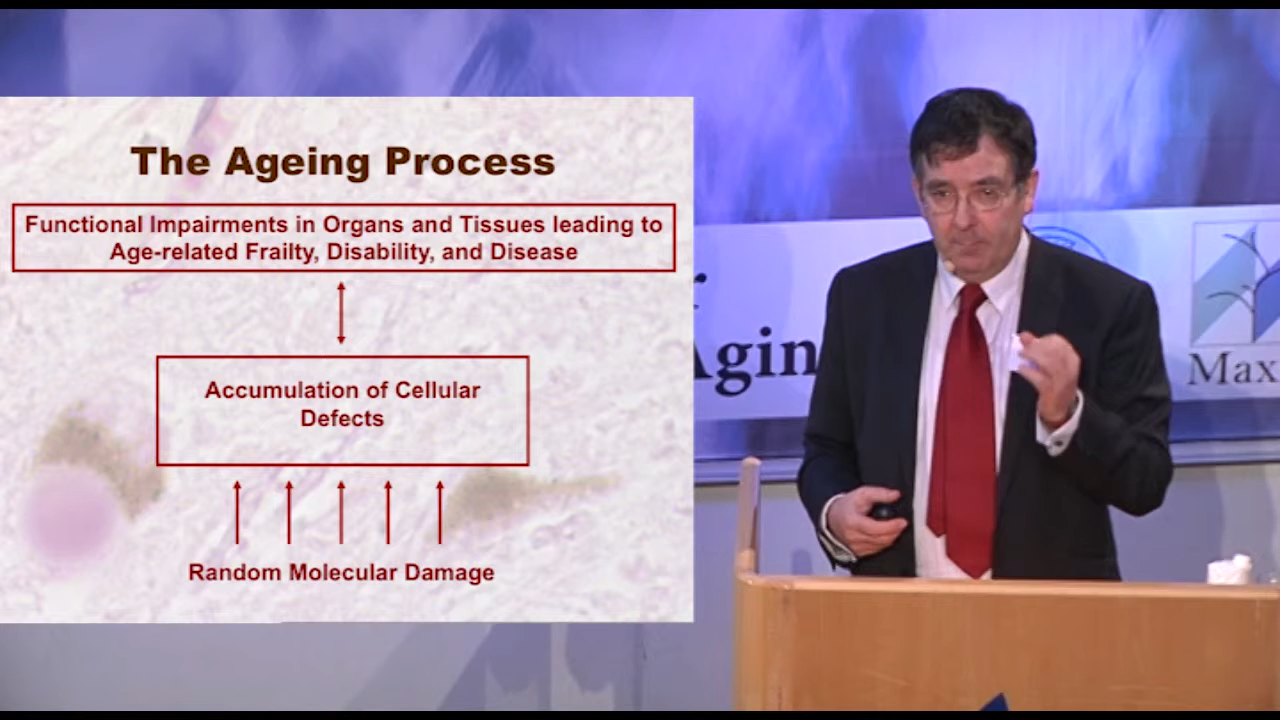 The Ageing Process
Functional Impairments in Organs and Tissues leading to
Age-related Frailty, Disability, and Disease
Accumulation of Cellular
Defects
Random Molecular Damage
Agin
Max